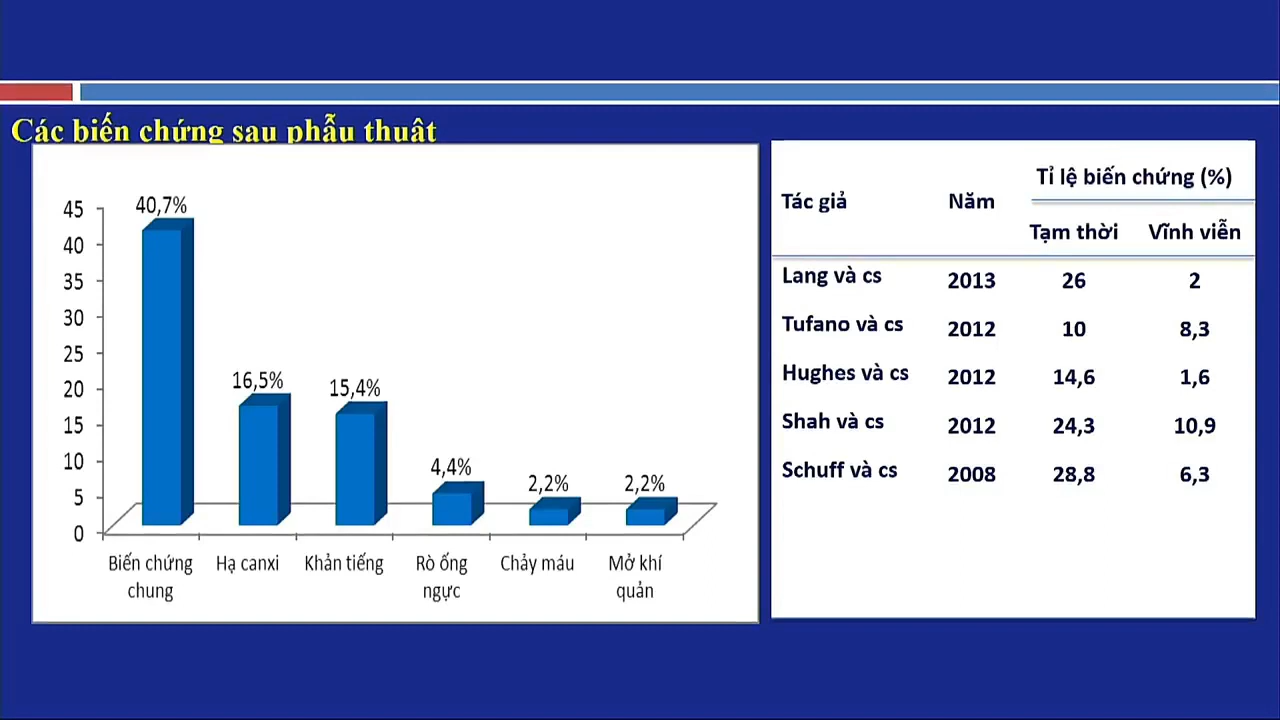 Các biến chứng sau phẫu thuật
40,7%
16,5%
15,4%
4,4%
2,2%
2,2%
45
40
35
30
25
20
15
10
5
0
Biến chứng chung
Hạ canxi
Khản tiếng
Rò ống ngực
Chảy máu
Mở khí quản
Tác giả Năm Tỉ lệ biến chứng (%)
Tạm thời Vĩnh viễn
Lang và cs 2013 26 2
Tufano và cs 2012 10 8,3
Hughes và cs 2012 14,6 1,6
Shah và cs 2012 24,3 10,9
Schuff và cs 2008 28,8 6,3